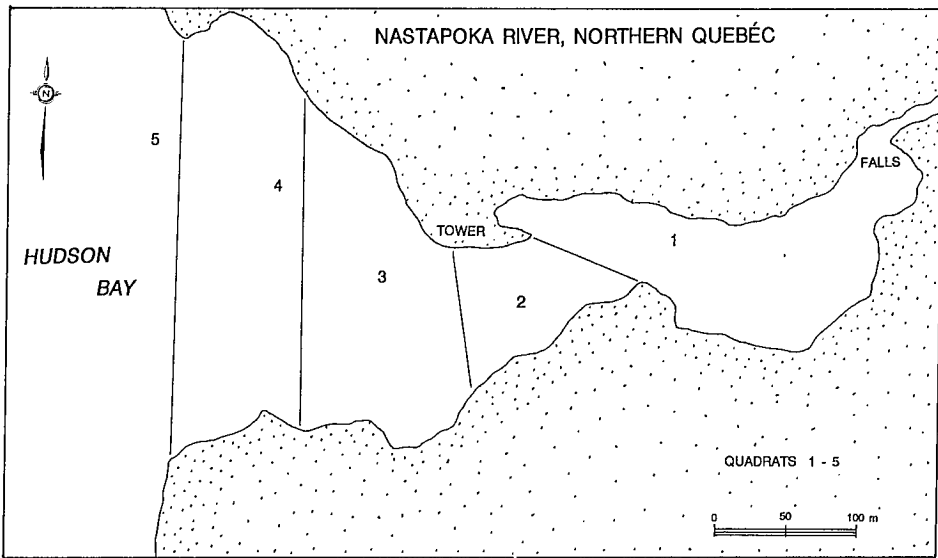 NASTAPOKA RIVER, NORTHERN QUEBÉC
N
5
FALLS
4
TOWER
1
HUDSON
BAY
3
2
QUADRATS 1 - 5
0 50 100 m